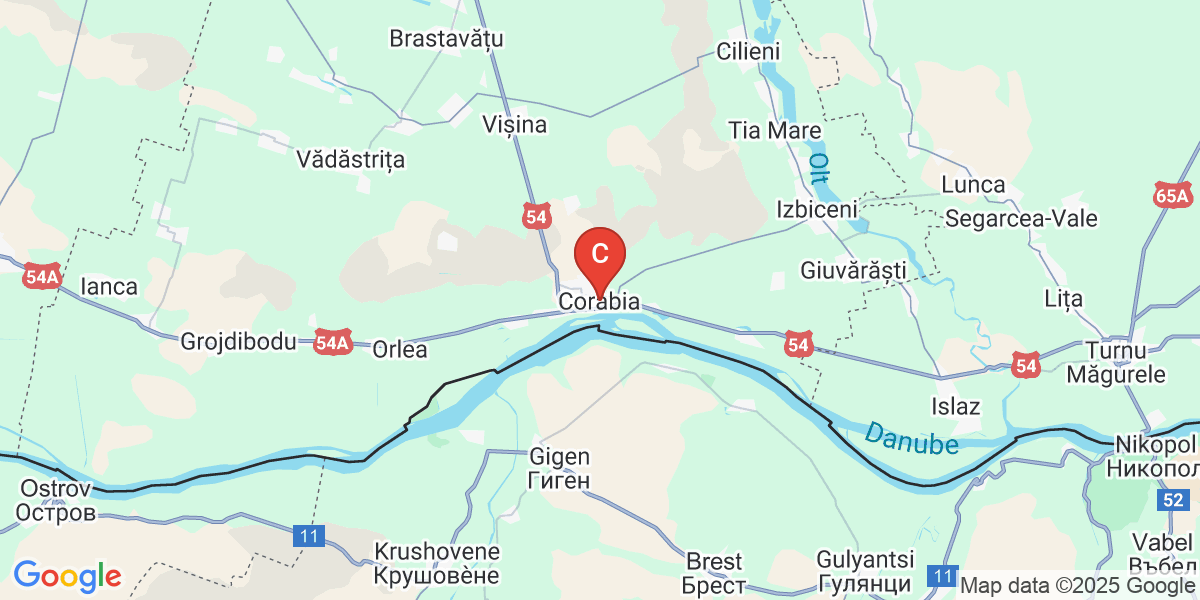 Brastavățu
Cilieni
Vișina
Tia Mare
Vădăstrița
Olt
Lunca
65A
Izbiceni
54
Segarcea-Vale
C
54A
Ianca
Giuvărăști
Corabia
Lița
Grojdibodu
54A
Orlea
54
Turnu
Măgurele
54
Islaz
Danube
Nikopol
Никопол
Gigen
Гиген
Ostrov
Остров
52
11
Krushovene
Крушовѐне
Brest
Брест
Gulyantsi
Гулянци
Vabel
Въбел
11
Google
Map data ©2025 Google